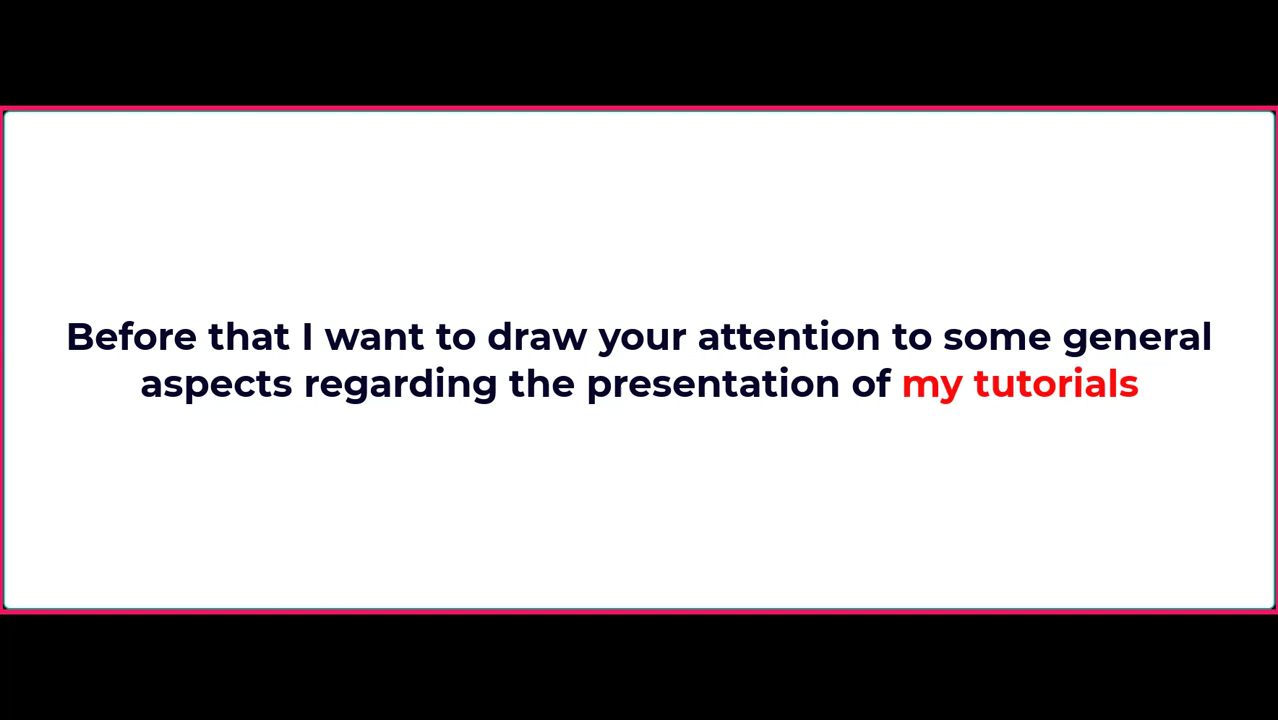 Before that I want to draw your attention to some general
aspects regarding the presentation of my tutorials